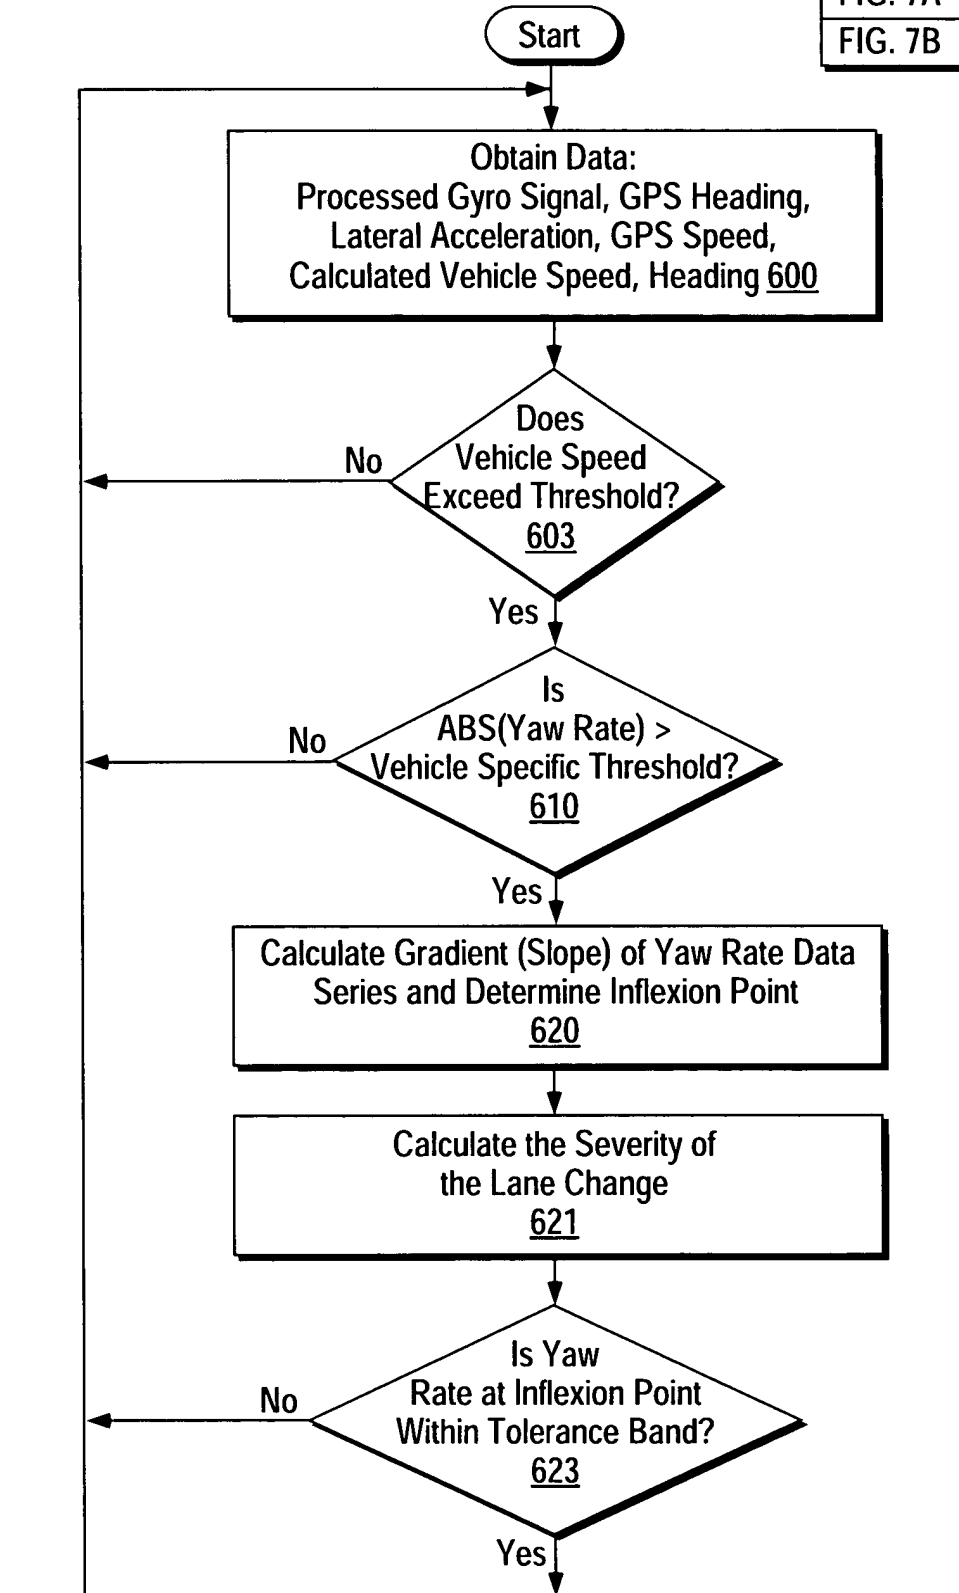 Start
FIG. 7A
FIG. 7B
Obtain Data:
Processed Gyro Signal, GPS Heading,
Lateral Acceleration, GPS Speed,
Calculated Vehicle Speed, Heading 600
Does
Vehicle Speed
Exceed Threshold?
603
No
Yes
Is
ABS(Yaw Rate) >
Vehicle Specific Threshold?
610
No
Yes
Calculate Gradient (Slope) of Yaw Rate Data
Series and Determine Inflexion Point
620
Calculate the Severity of
the Lane Change
621
Is Yaw
Rate at Inflexion Point
Within Tolerance Band?
623
No
Yes